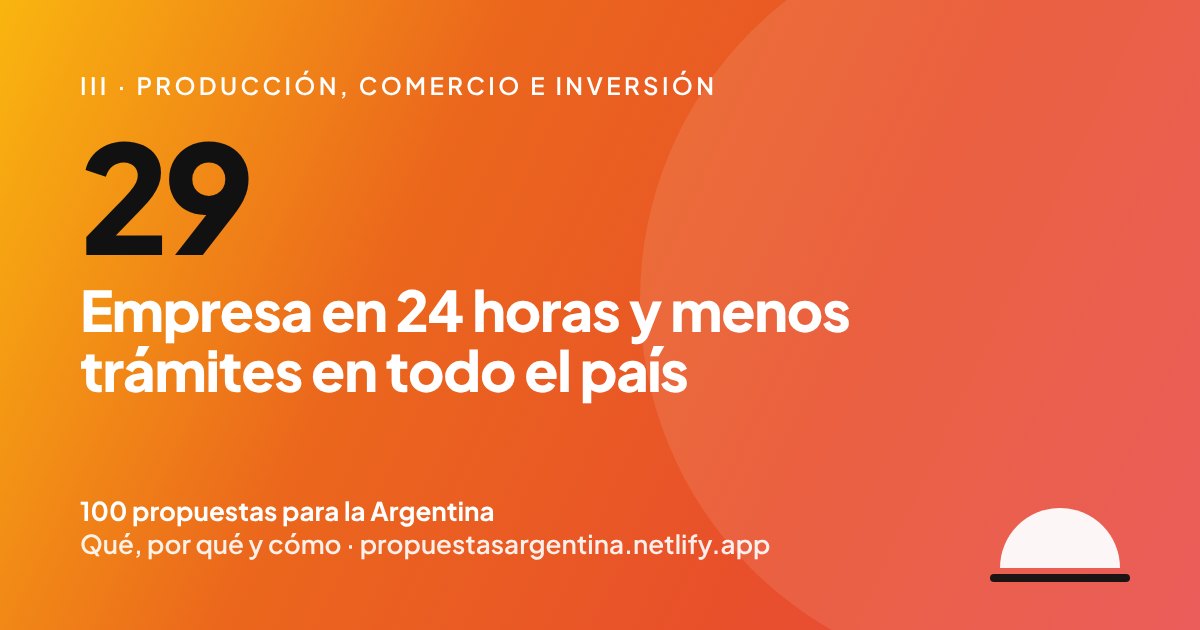 III · PRODUCCIÓN, COMERCIO E INVERSIÓN
29
Empresa en 24 horas y menos
trámites en todo el país
100 propuestas para la Argentina
Qué, por qué y cómo · propuestasargentina.netlify.app